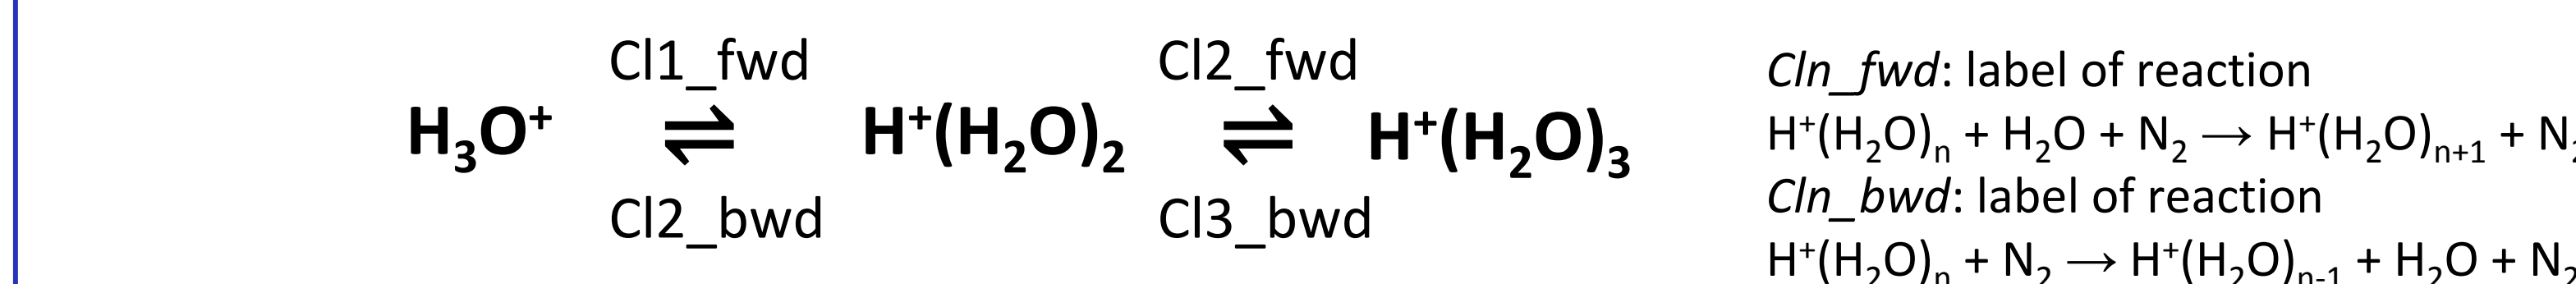 Cl1_fwd Cl2_fwd
H₃O⁺ ⇌ H⁺(H₂O)₂ ⇌ H⁺(H₂O)₃
Cl2_bwd Cl3_bwd
Cln_fwd: label of reaction
H⁺(H₂O)ₙ + H₂O + N₂ → H⁺(H₂O)ₙ₊₁ + N₂
Cln_bwd: label of reaction
H⁺(H₂O)ₙ + N₂ → H⁺(H₂O)ₙ₋₁ + H₂O + N₂